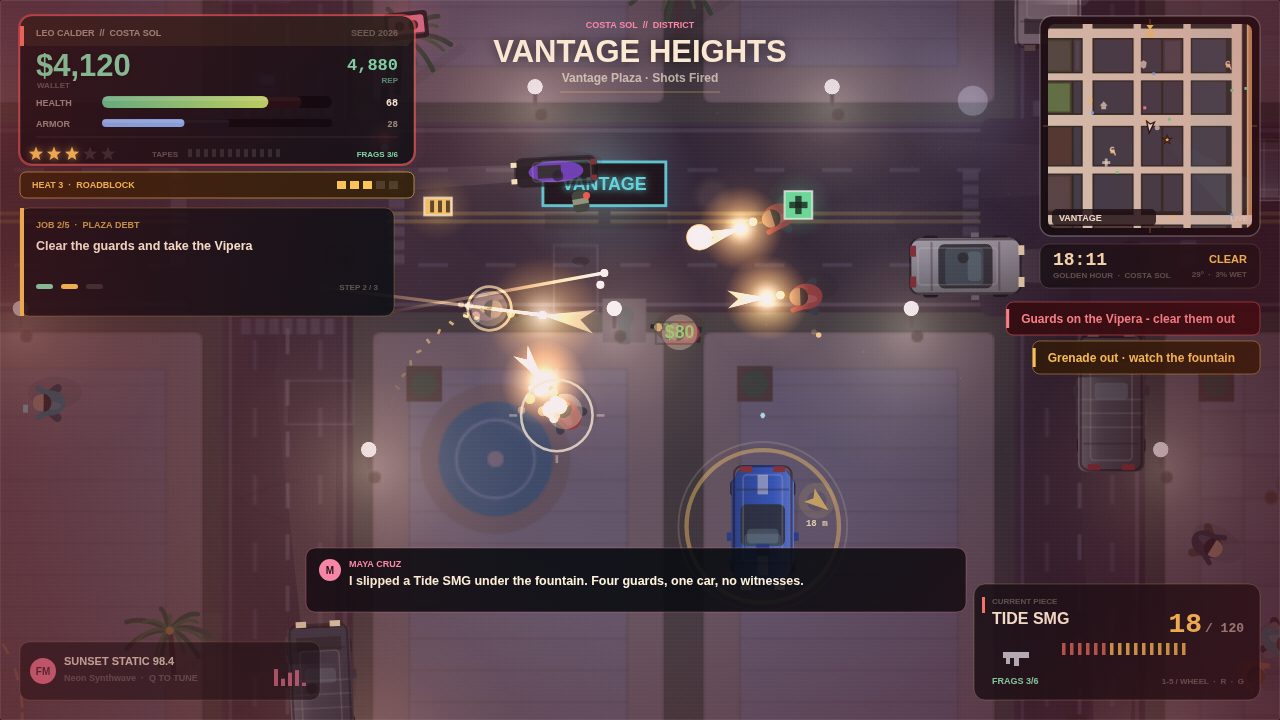 LEO CALDER // COSTA SOL
SEED 2026
$4,120
WALLET
4,880
REP
HEALTH
68
ARMOR
28
TAPES
FRAGS 3/6
HEAT 3 · ROADBLOCK
JOB 2/5 · PLAZA DEBT
Clear the guards and take the Vipera
STEP 2 / 3
COSTA SOL // DISTRICT
VANTAGE HEIGHTS
Vantage Plaza · Shots Fired
VANTAGE
$80
18 m
VANTAGE
18:11
CLEAR
GOLDEN HOUR · COSTA SOL
29° · 3% WET
Guards on the Vipera - clear them out
Grenade out · watch the fountain
M
MAYA CRUZ
I slipped a Tide SMG under the fountain. Four guards, one car, no witnesses.
FM
SUNSET STATIC 98.4
Neon Synthwave · Q TO TUNE
CURRENT PIECE
TIDE SMG
18 / 120
FRAGS 3/6
1-5 / WHEEL · R · G